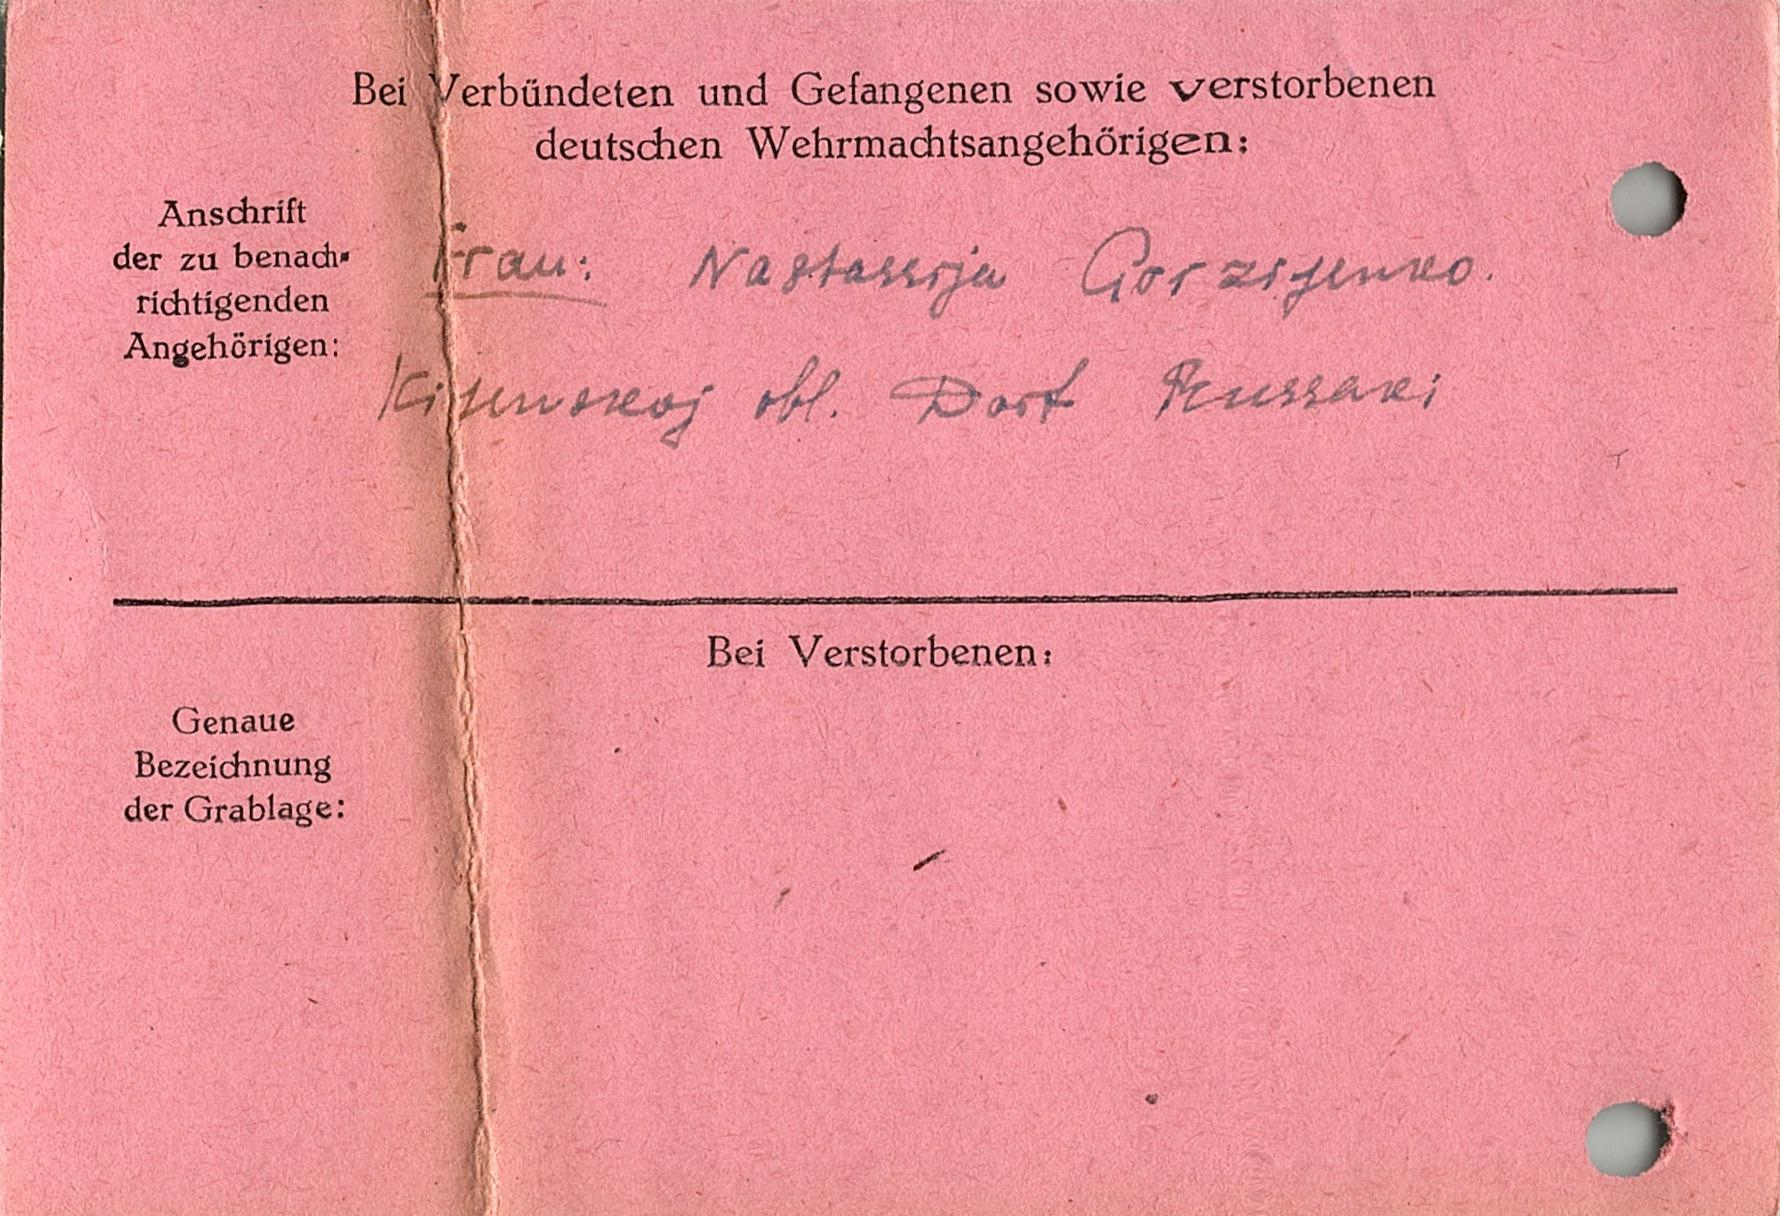 Bei Verbündeten und Gefangenen sowie verstorbenen
deutschen Wehrmachtsangehörigen:
Anschrift
der zu benach-
richtigenden
Angehörigen:
Frau: Nastassija
obl. Dorf Russaki
Bei Verstorbenen:
Genaue
Bezeichnung
der Grablage: